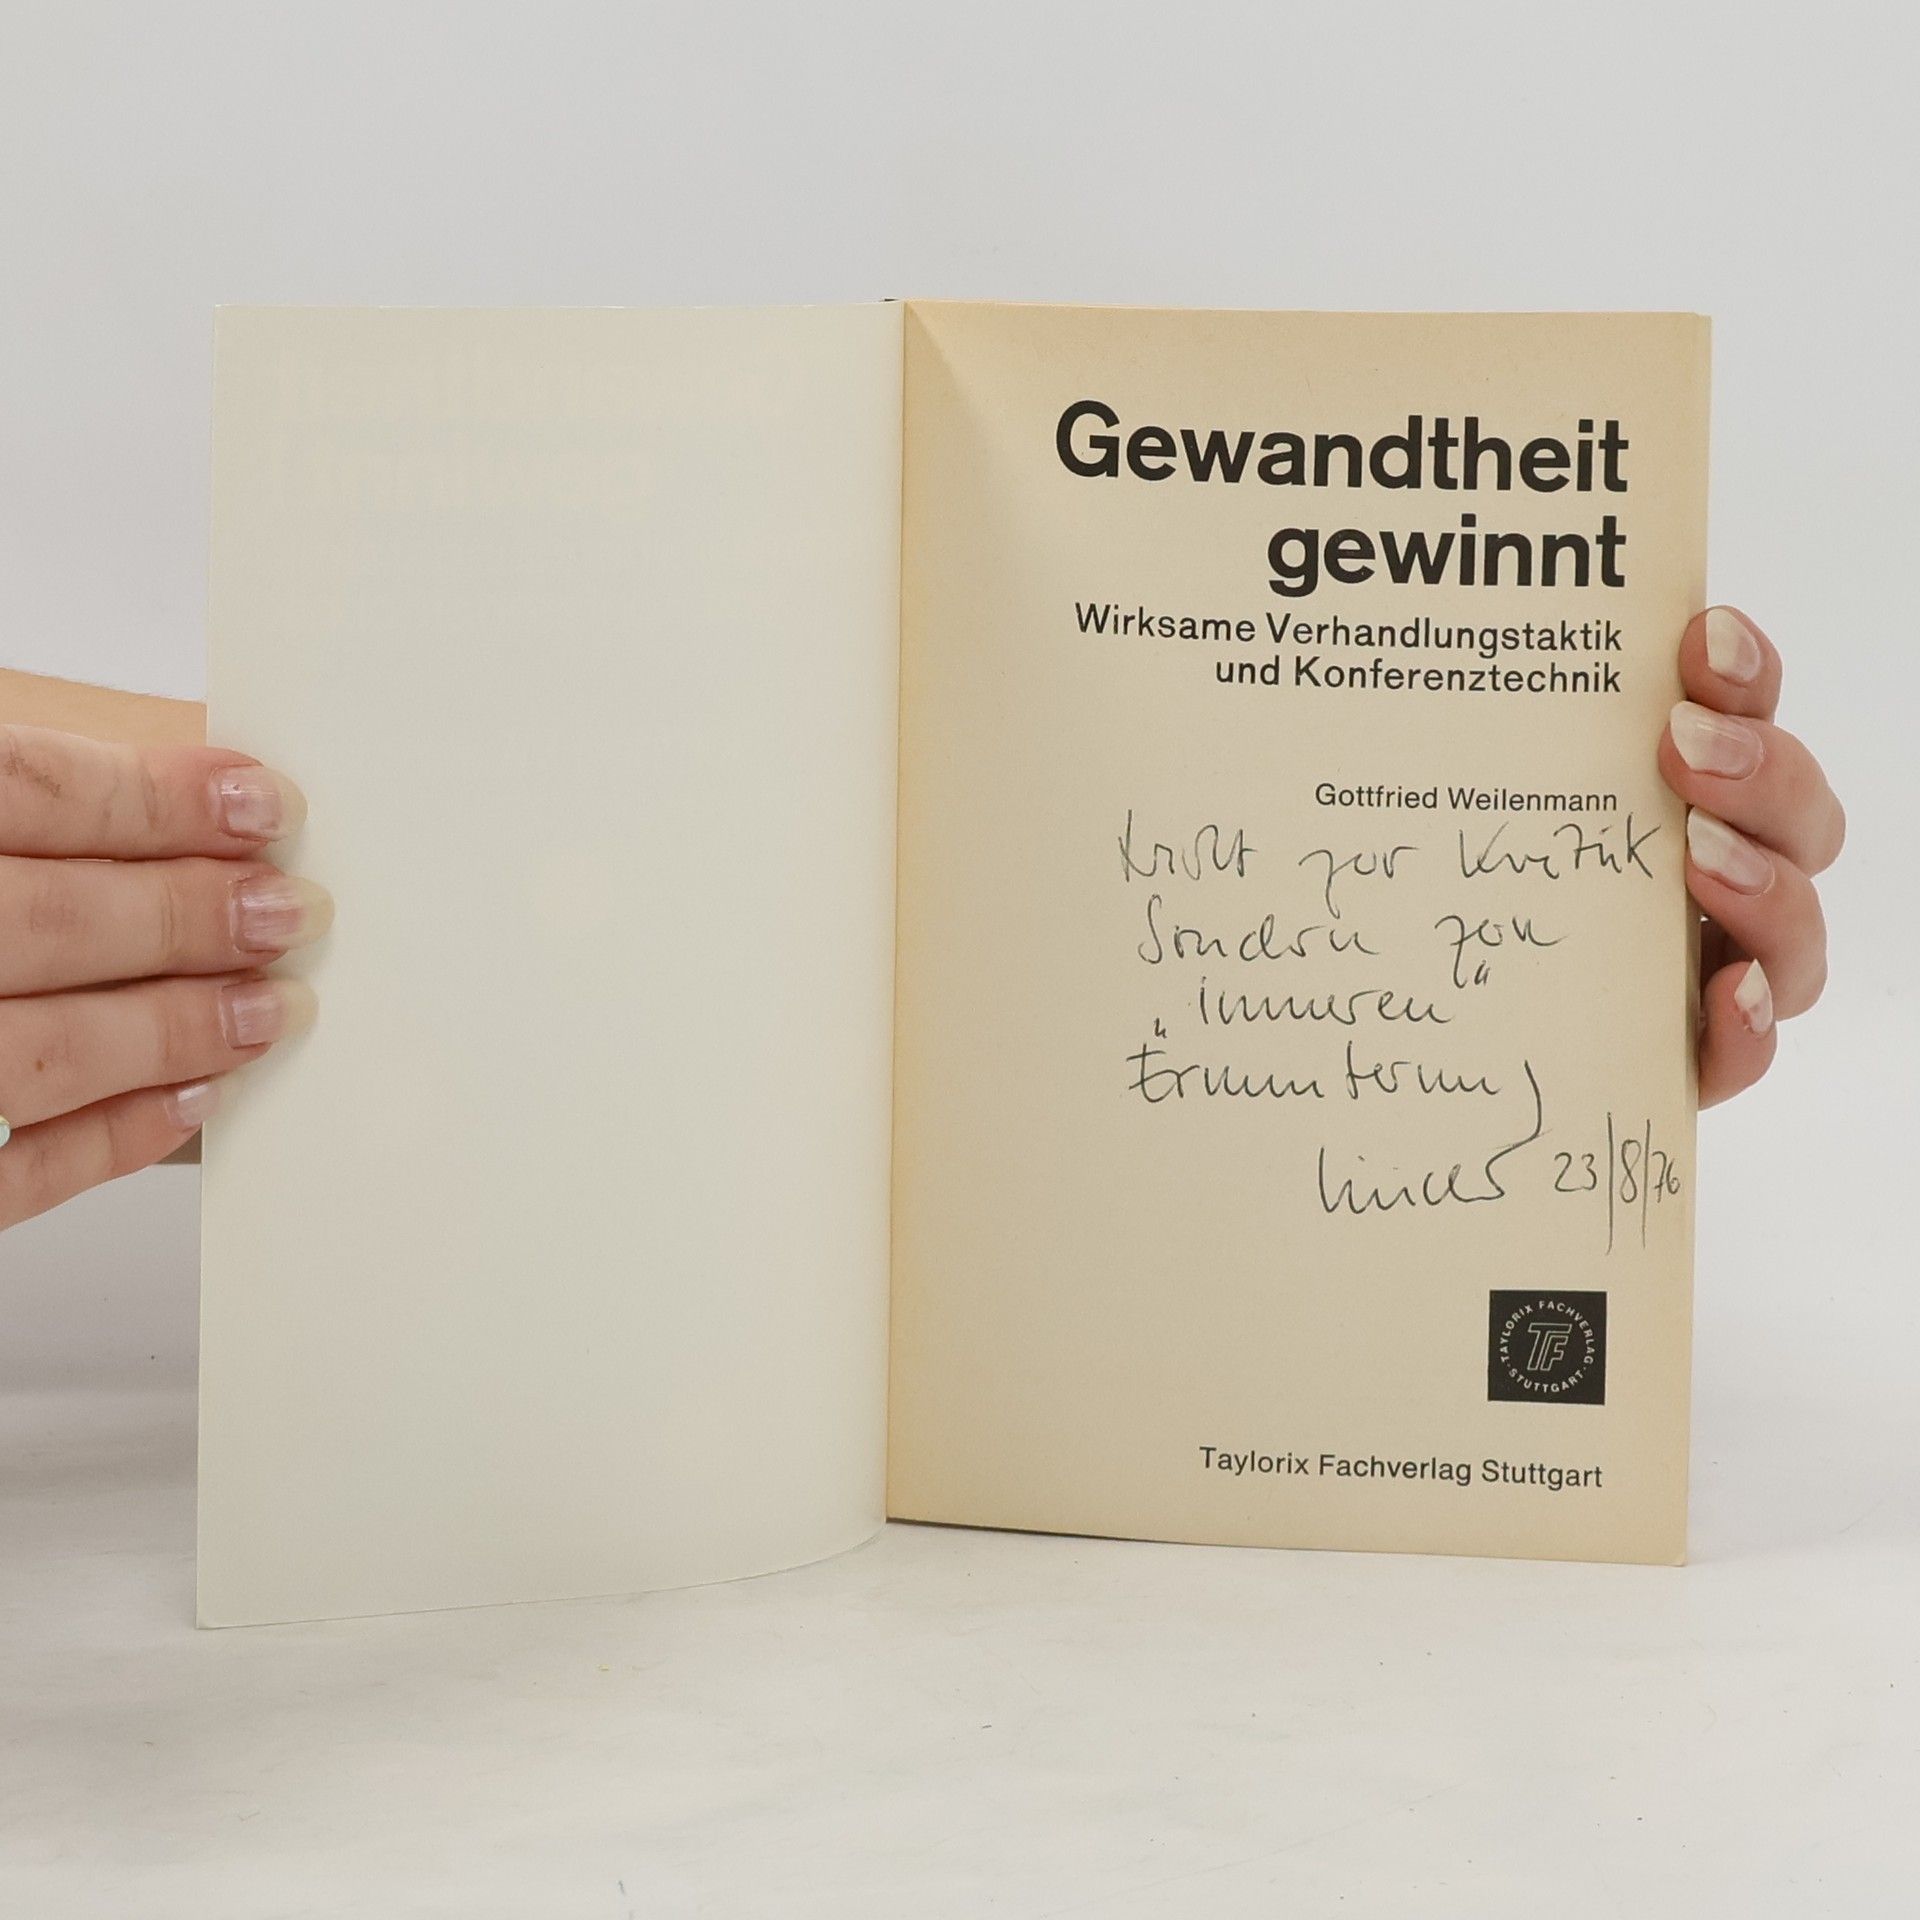 Gewandtheit
gewinnt
Wirksame Verhandlungstaktik
und Konferenztechnik
Gottfried Weilenmann
Nicht zur Kritik
Sondern zur
„inneren“
Ermunterung
23/8/76
TAYLORIX FACHVERLAG
TF
· STUTTGART ·
Taylorix Fachverlag Stuttgart